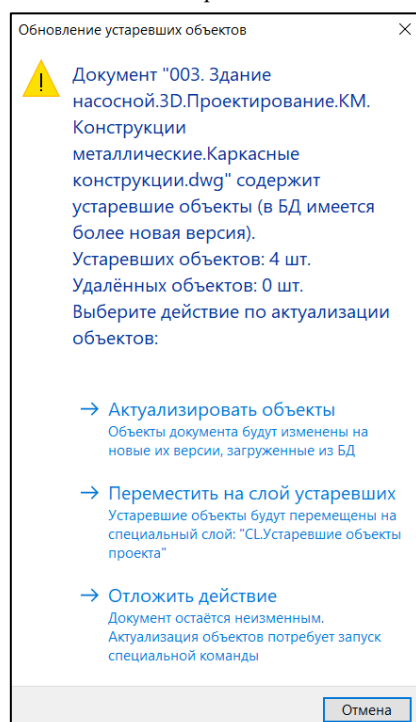 Обновление устаревших объектов
Документ "003. Здание
насосной.3D.Проектирование.КМ.
Конструкции
металлические.Каркасные
конструкции.dwg" содержит
устаревшие объекты (в БД имеется
более новая версия).
Устаревших объектов: 4 шт.
Удалённых объектов: 0 шт.
Выберите действие по актуализации
объектов:
→ Актуализировать объекты
Объекты документа будут изменены на
новые их версии, загруженные из БД
→ Переместить на слой устаревших
Устаревшие объекты будут перемещены на
специальный слой: "CL.Устаревшие объекты
проекта"
→ Отложить действие
Документ остаётся неизменным.
Актуализация объектов потребует запуск
специальной команды
Отмена